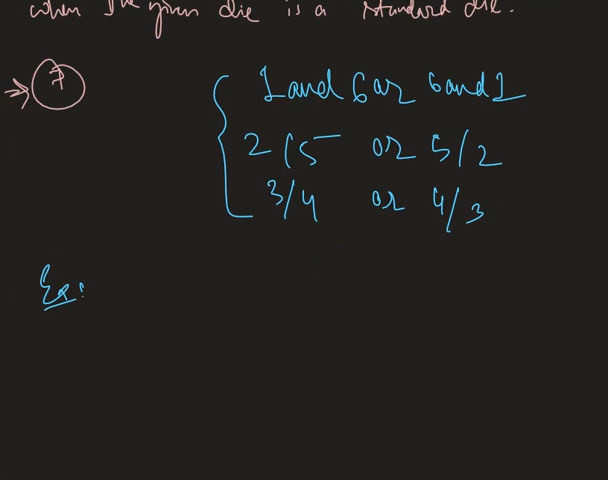 when the given die is a standard die.
⇒ 7
1 and 6 or 6 and 1
2/5 or 5/2
3/4 or 4/3
Ex: